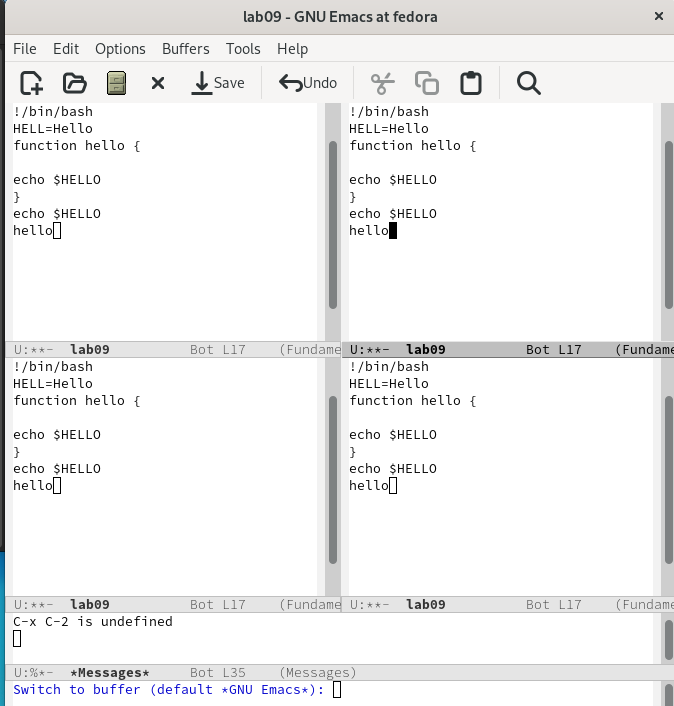 lab09 - GNU Emacs at fedora ×
File Edit Options Buffers Tools Help
Save Undo
!/bin/bash
HELL=Hello
function hello {
echo $HELLO
}
echo $HELLO
hello
U:**- lab09 Bot L17 (Fundame
!/bin/bash
HELL=Hello
function hello {
echo $HELLO
}
echo $HELLO
hello
U:**- lab09 Bot L17 (Fundame
!/bin/bash
HELL=Hello
function hello {
echo $HELLO
}
echo $HELLO
hello
U:**- lab09 Bot L17 (Fundame
!/bin/bash
HELL=Hello
function hello {
echo $HELLO
}
echo $HELLO
hello
U:**- lab09 Bot L17 (Fundame
C-x C-2 is undefined
U:%*- *Messages* Bot L35 (Messages)
Switch to buffer (default *GNU Emacs*):